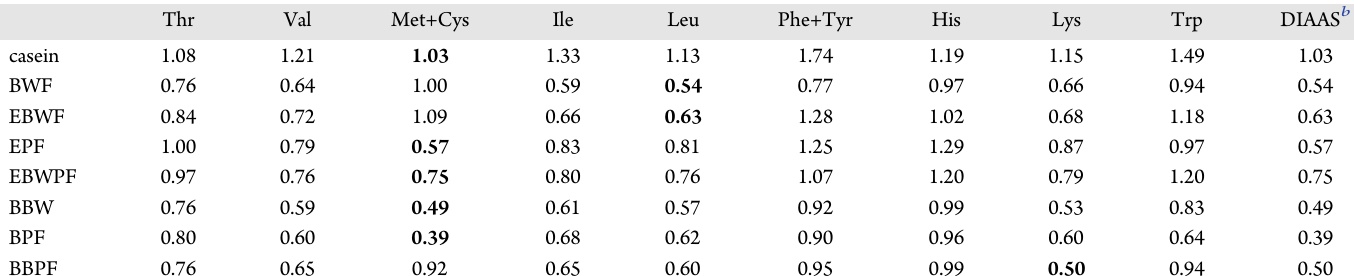 Thr Val Met+Cys Ile Leu Phe+Tyr His Lys Trp DIAASb
casein 1.08 1.21 1.03 1.33 1.13 1.74 1.19 1.15 1.49 1.03
BWF 0.76 0.64 1.00 0.59 0.54 0.77 0.97 0.66 0.94 0.54
EBWF 0.84 0.72 1.09 0.66 0.63 1.28 1.02 0.68 1.18 0.63
EPF 1.00 0.79 0.57 0.83 0.81 1.25 1.29 0.87 0.97 0.57
EBWPF 0.97 0.76 0.75 0.80 0.76 1.07 1.20 0.79 1.20 0.75
BBW 0.76 0.59 0.49 0.61 0.57 0.92 0.99 0.53 0.83 0.49
BPF 0.80 0.60 0.39 0.68 0.62 0.90 0.96 0.60 0.64 0.39
BBPF 0.76 0.65 0.92 0.65 0.60 0.95 0.99 0.50 0.94 0.50